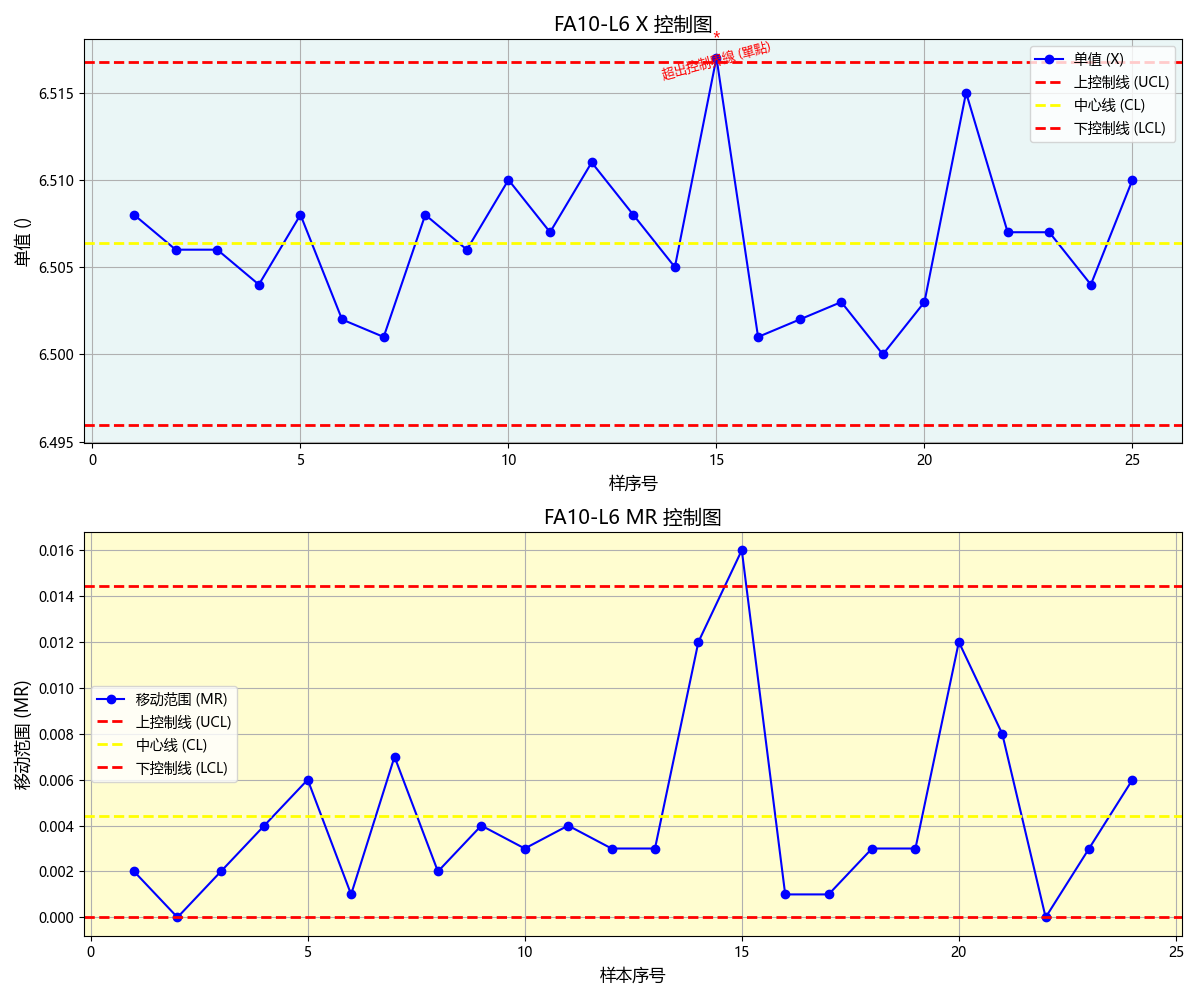 FA10-L6 X 控制图
*
超出控制界線 (單點)
单值 (X)
上控制线 (UCL)
中心线 (CL)
下控制线 (LCL)
单值 ()
6.515
6.510
6.505
6.500
6.495
0 5 10 15 20 25
样序号
FA10-L6 MR 控制图
移动范围 (MR)
0.016
0.014
0.012
0.010
0.008
0.006
0.004
0.002
0.000
移动范围 (MR)
上控制线 (UCL)
中心线 (CL)
下控制线 (LCL)
0 5 10 15 20 25
样本序号